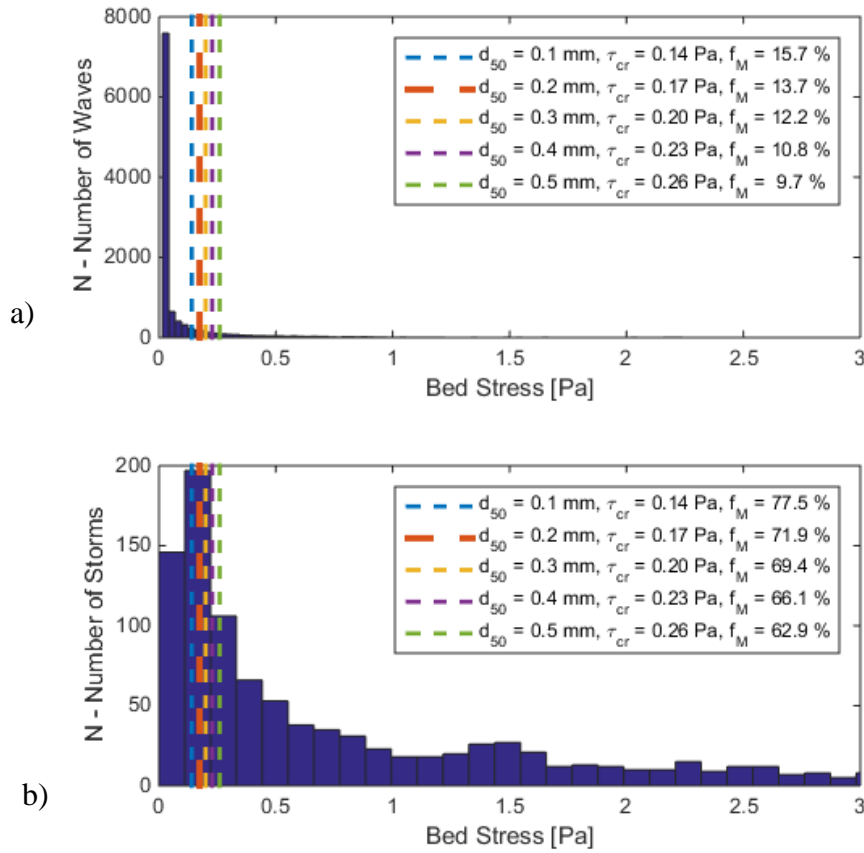 8000
6000
4000
2000
0
N - Number of Waves
d50 = 0.1 mm, τcr = 0.14 Pa, fM = 15.7 %
d50 = 0.2 mm, τcr = 0.17 Pa, fM = 13.7 %
d50 = 0.3 mm, τcr = 0.20 Pa, fM = 12.2 %
d50 = 0.4 mm, τcr = 0.23 Pa, fM = 10.8 %
d50 = 0.5 mm, τcr = 0.26 Pa, fM = 9.7 %
a)
0 0.5 1 1.5 2 2.5 3
Bed Stress [Pa]
200
150
100
50
0
N - Number of Storms
d50 = 0.1 mm, τcr = 0.14 Pa, fM = 77.5 %
d50 = 0.2 mm, τcr = 0.17 Pa, fM = 71.9 %
d50 = 0.3 mm, τcr = 0.20 Pa, fM = 69.4 %
d50 = 0.4 mm, τcr = 0.23 Pa, fM = 66.1 %
d50 = 0.5 mm, τcr = 0.26 Pa, fM = 62.9 %
b)
0 0.5 1 1.5 2 2.5 3
Bed Stress [Pa]